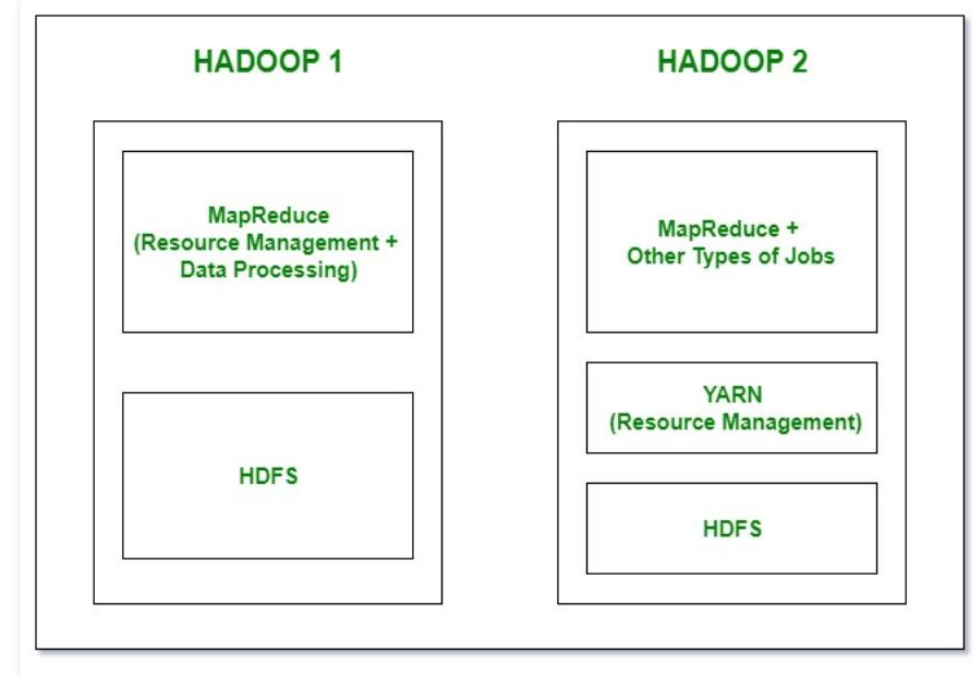 HADOOP 1
MapReduce
(Resource Management +
Data Processing)
HDFS
HADOOP 2
MapReduce +
Other Types of Jobs
YARN
(Resource Management)
HDFS